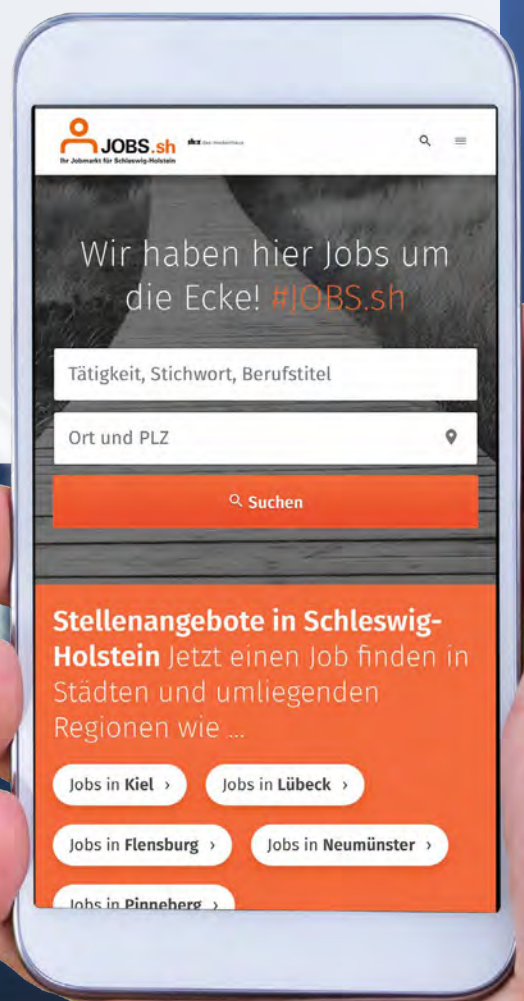 JOBS.sh
Ihr Jobmarkt für Schleswig-Holstein
Wir haben hier Jobs um
die Ecke! #JOBS.sh
Tätigkeit, Stichwort, Berufstitel
Ort und PLZ
Suchen
Stellenangebote in Schleswig-
Holstein Jetzt einen Job finden in
Städten und umliegenden
Regionen wie ...
Jobs in Kiel ›
Jobs in Lübeck ›
Jobs in Flensburg ›
Jobs in Neumünster ›
Jobs in Pinneberg ›